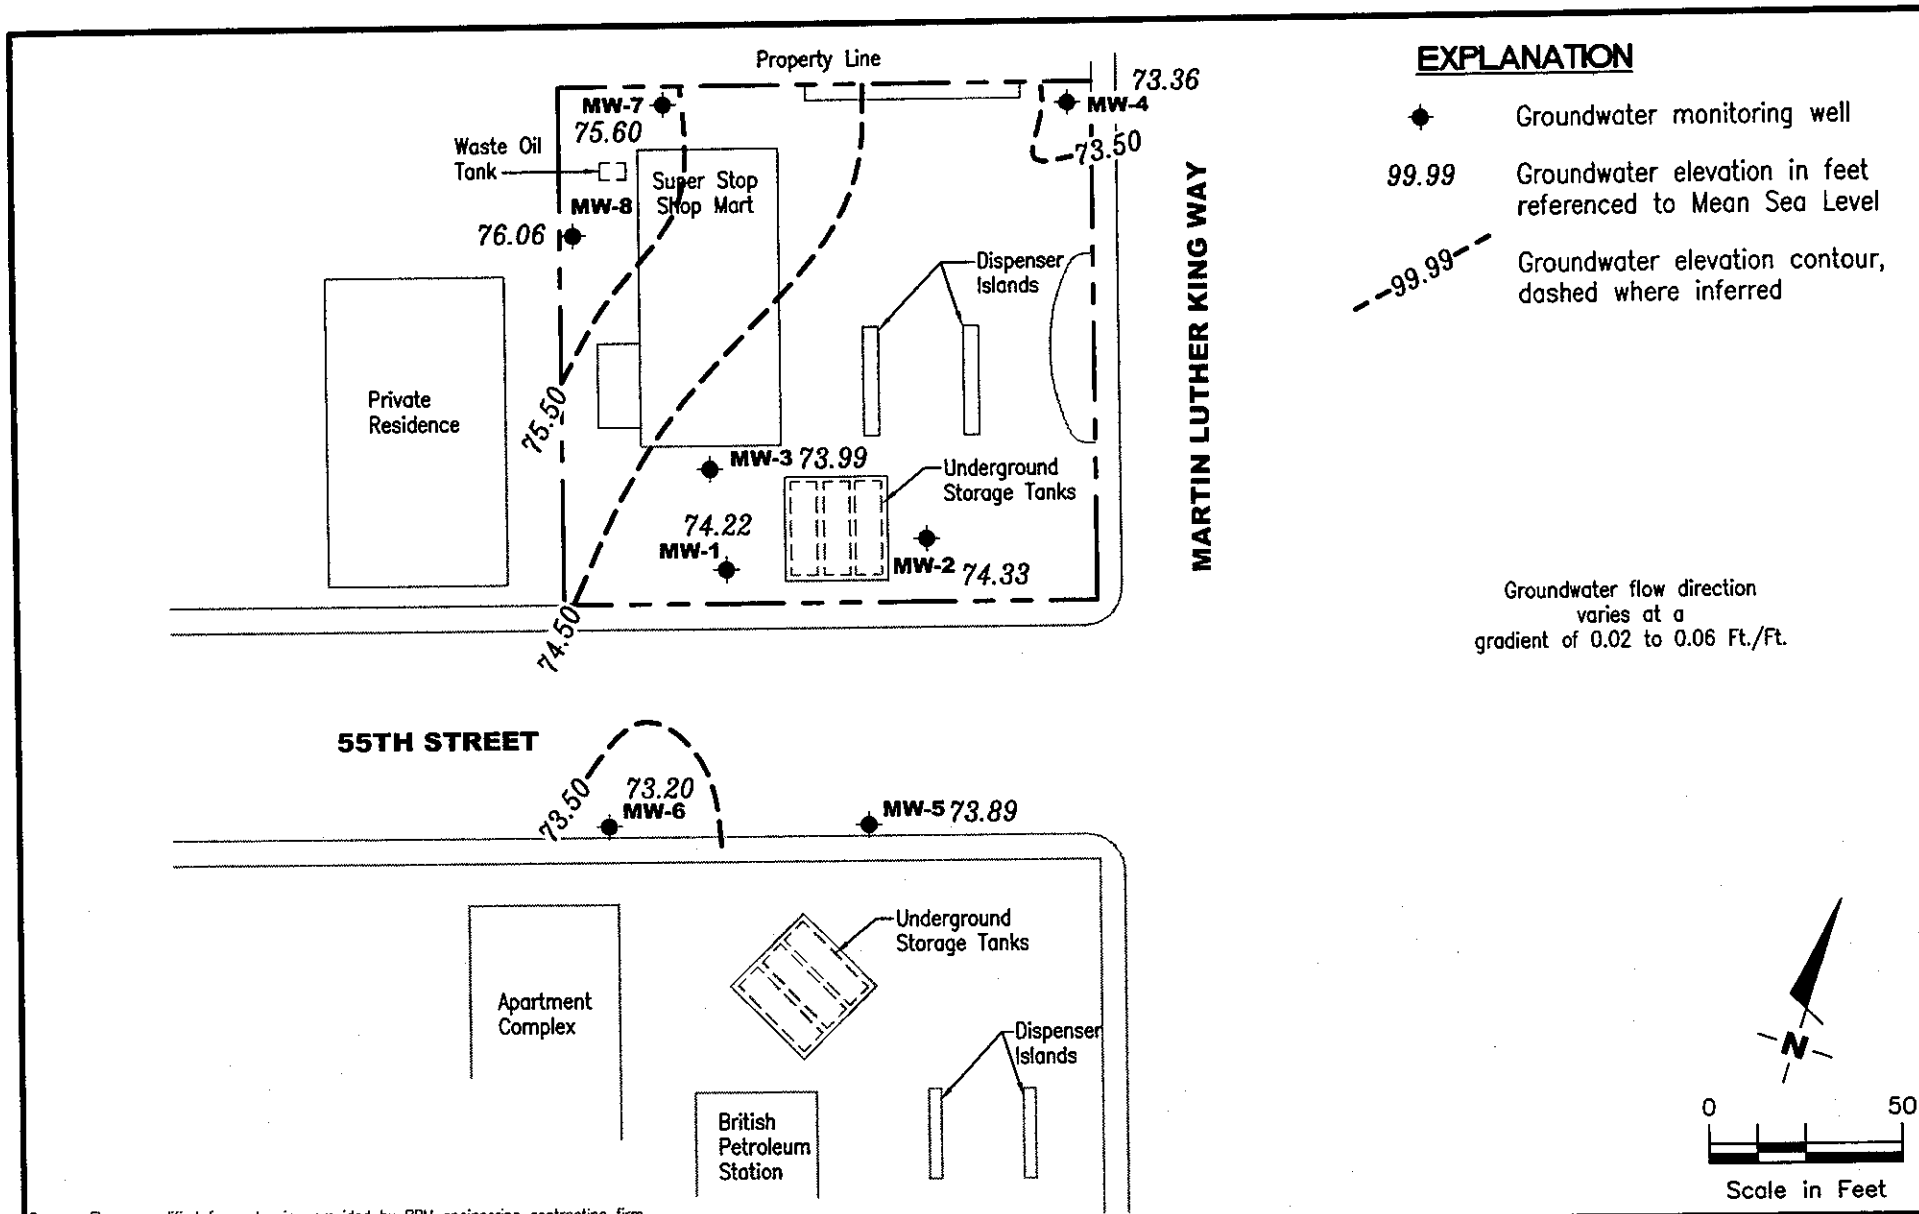 Property Line
MW-7
75.60
73.36
MW-4
73.50
Waste Oil
Tank
Super Stop
Shop Mart
MW-8
76.06
Dispenser
Islands
MARTIN LUTHER KING WAY
Private
Residence
75.50
MW-3 73.99
Underground
Storage Tanks
74.22
MW-1
MW-2 74.33
74.50
55TH STREET
73.50
73.20
MW-6
MW-5 73.89
Underground
Storage Tanks
Apartment
Complex
Dispenser
Islands
British
Petroleum
Station
EXPLANATION
Groundwater monitoring well
99.99
Groundwater elevation in feet
referenced to Mean Sea Level
99.99
Groundwater elevation contour,
dashed where inferred
Groundwater flow direction
varies at a
gradient of 0.02 to 0.06 Ft./Ft.
N
0 50
Scale in Feet